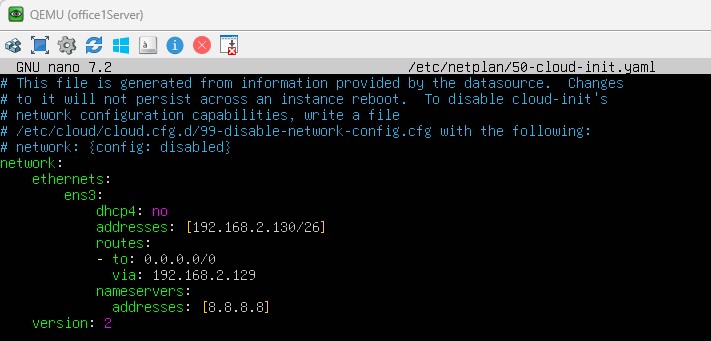 QEMU (office1Server)
GNU nano 7.2 /etc/netplan/50-cloud-init.yaml
# This file is generated from information provided by the datasource.  Changes
# to it will not persist across an instance reboot.  To disable cloud-init's
# network configuration capabilities, write a file
# /etc/cloud/cloud.cfg.d/99-disable-network-config.cfg with the following:
# network: {config: disabled}
network:
    ethernets:
        ens3:
            dhcp4: no
            addresses: [192.168.2.130/26]
            routes:
            - to: 0.0.0.0/0
              via: 192.168.2.129
            nameservers:
              addresses: [8.8.8.8]
    version: 2